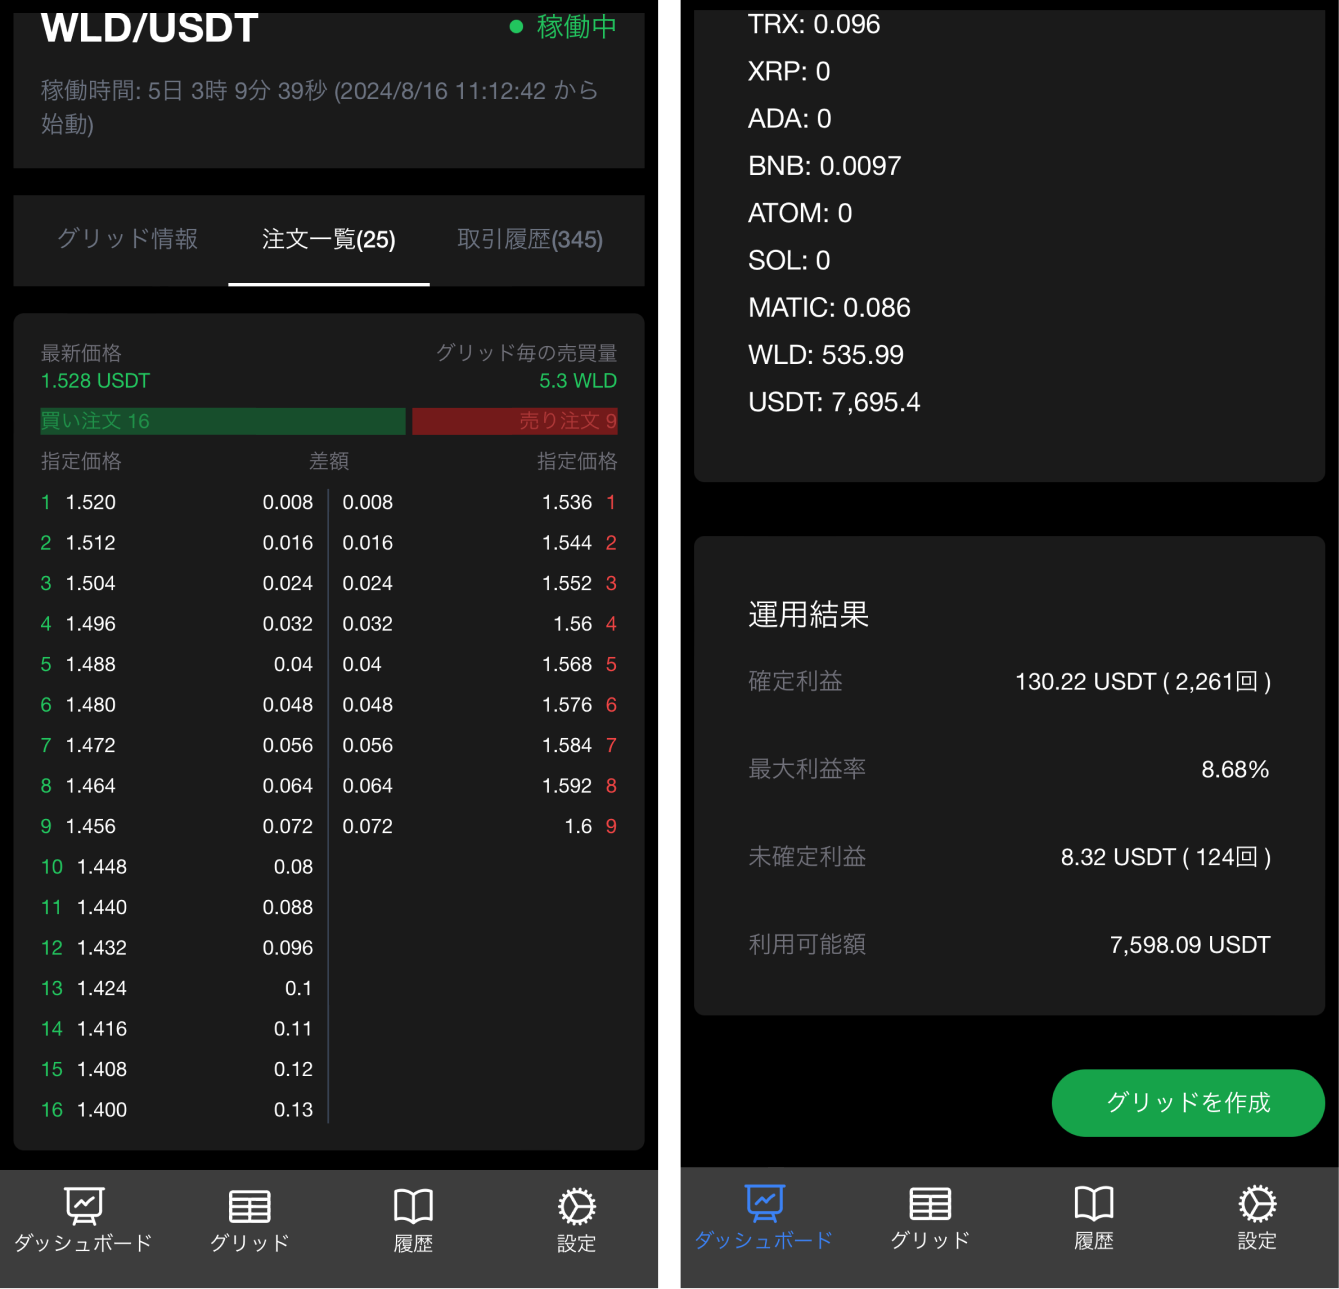 WLD/USDT
稼働中
稼働時間: 5日 3時 9分 39秒 (2024/8/16 11:12:42 から
始動)
グリッド情報 注文一覧(25) 取引履歴(345)
最新価格 グリッド毎の売買量
1.528 USDT 5.3 WLD
買い注文 16 売り注文 9
指定価格 差額 指定価格
1 1.520 0.008 0.008 1.536 1
2 1.512 0.016 0.016 1.544 2
3 1.504 0.024 0.024 1.552 3
4 1.496 0.032 0.032 1.56 4
5 1.488 0.04 0.04 1.568 5
6 1.480 0.048 0.048 1.576 6
7 1.472 0.056 0.056 1.584 7
8 1.464 0.064 0.064 1.592 8
9 1.456 0.072 0.072 1.6 9
10 1.448 0.08
11 1.440 0.088
12 1.432 0.096
13 1.424 0.1
14 1.416 0.11
15 1.408 0.12
16 1.400 0.13
ダッシュボード グリッド 履歴 設定
TRX: 0.096
XRP: 0
ADA: 0
BNB: 0.0097
ATOM: 0
SOL: 0
MATIC: 0.086
WLD: 535.99
USDT: 7,695.4
運用結果
確定利益 130.22 USDT ( 2,261回 )
最大利益率 8.68%
未確定利益 8.32 USDT ( 124回 )
利用可能額 7,598.09 USDT
グリッドを作成
ダッシュボード グリッド 履歴 設定